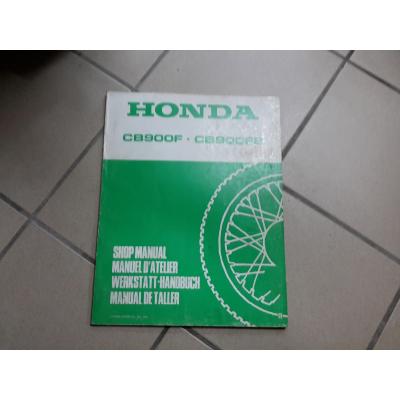 HONDA
CB900F · CB900F2
SHOP MANUAL
MANUEL D'ATELIER
WERKSTATT-HANDBUCH
MANUAL DE TALLER